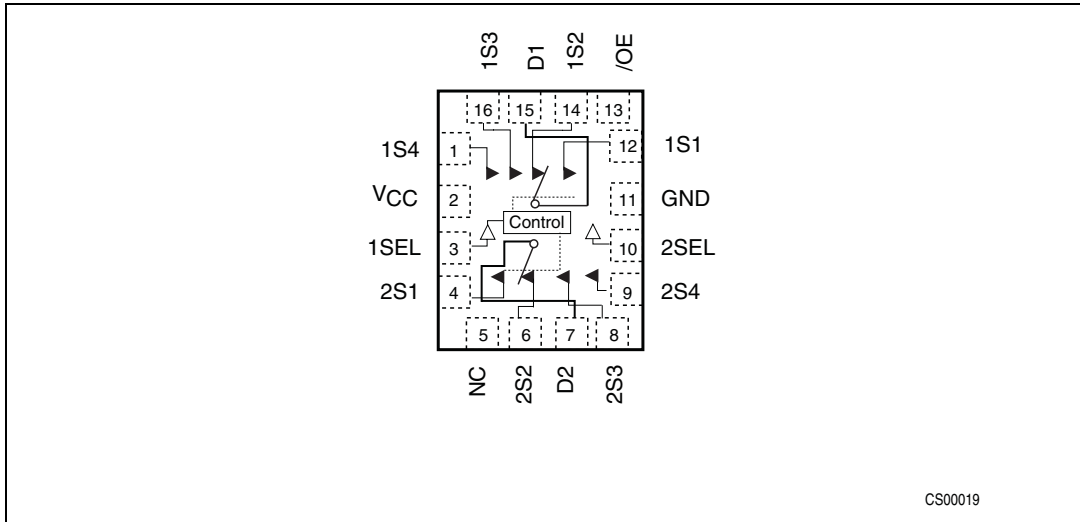 1S3 D1 1S2 /OE
16 15 14 13
1S4 1 12 1S1
VCC 2 11 GND
Control
1SEL 3 10 2SEL
2S1 4 9 2S4
5 6 7 8
NC 2S2 D2 2S3
CS00019